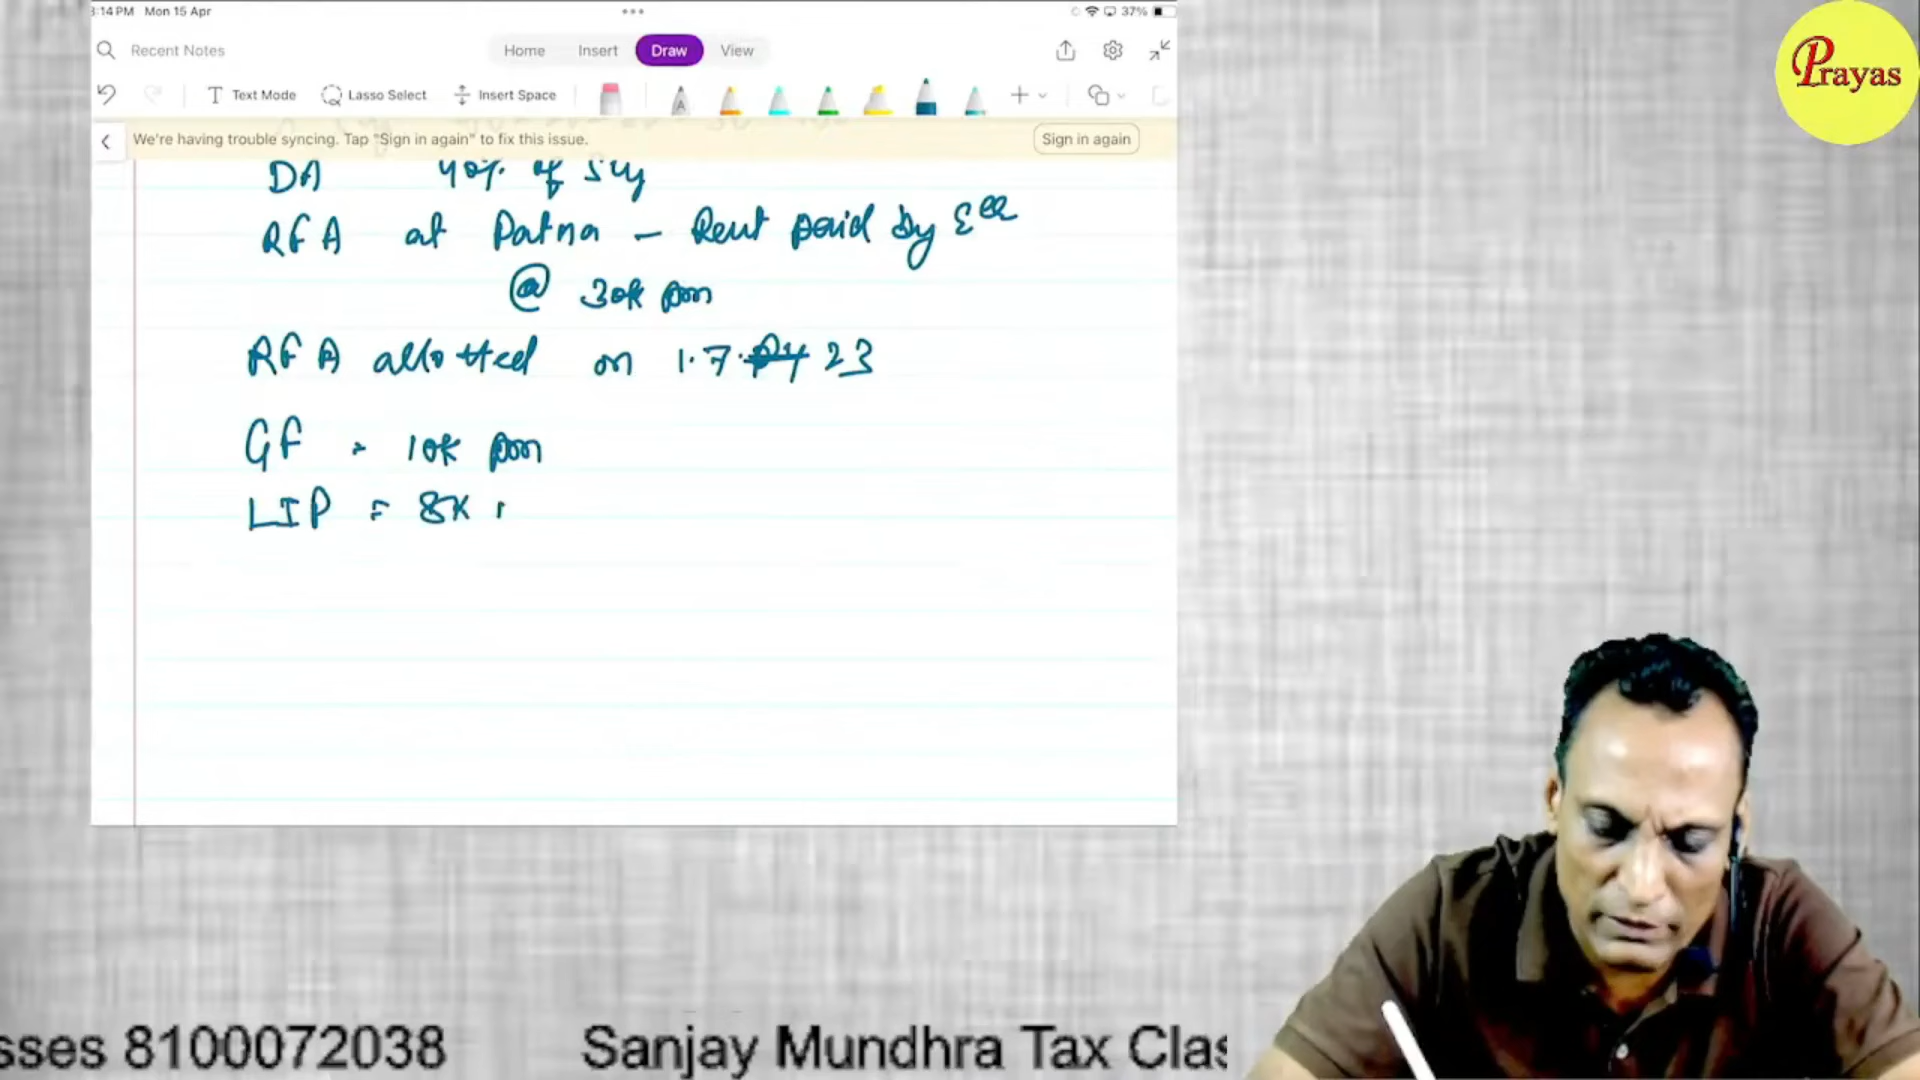 3:14 PM Mon 15 Apr
37%
Recent Notes
Home Insert Draw View
Text Mode Lasso Select Insert Space
We're having trouble syncing. Tap "Sign in again" to fix this issue.
Sign in again
DA 40% of Sly
RFA at Patna – Rent paid by Eer
@ 30k pm
RFA allotted on 1.7. 23
GF = 10k pm
LIP = 8K
Prayas
sses 8100072038 Sanjay Mundhra Tax Clas